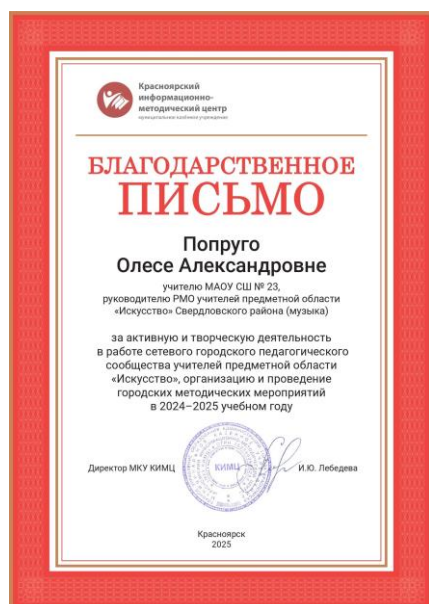 Красноярский
информационно-
методический центр
муниципальное казённое учреждение
БЛАГОДАРСТВЕННОЕ
ПИСЬМО
Попруго
Олесе Александровне
учителю МАОУ СШ № 23,
руководителю РМО учителей предметной области
«Искусство» Свердловского района (музыка)
за активную и творческую деятельность
в работе сетевого городского педагогического
сообщества учителей предметной области
«Искусство», организацию и проведение
городских методических мероприятий
в 2024–2025 учебном году
Директор МКУ КИМЦ
КИМЦ
И.Ю. Лебедева
Красноярск
2025